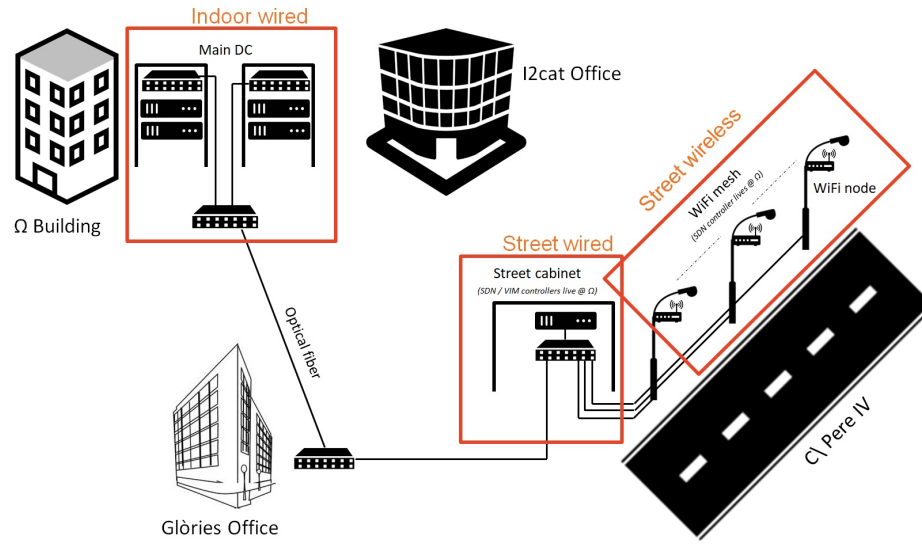 Indoor wired
Main DC
I2cat Office
Ω Building
Street wireless
WiFi mesh
(SDN controller lives @ Ω)
WiFi node
Street wired
Street cabinet
(SDN / VIM controllers live @ Ω)
Optical fiber
C\ Pere IV
Glòries Office